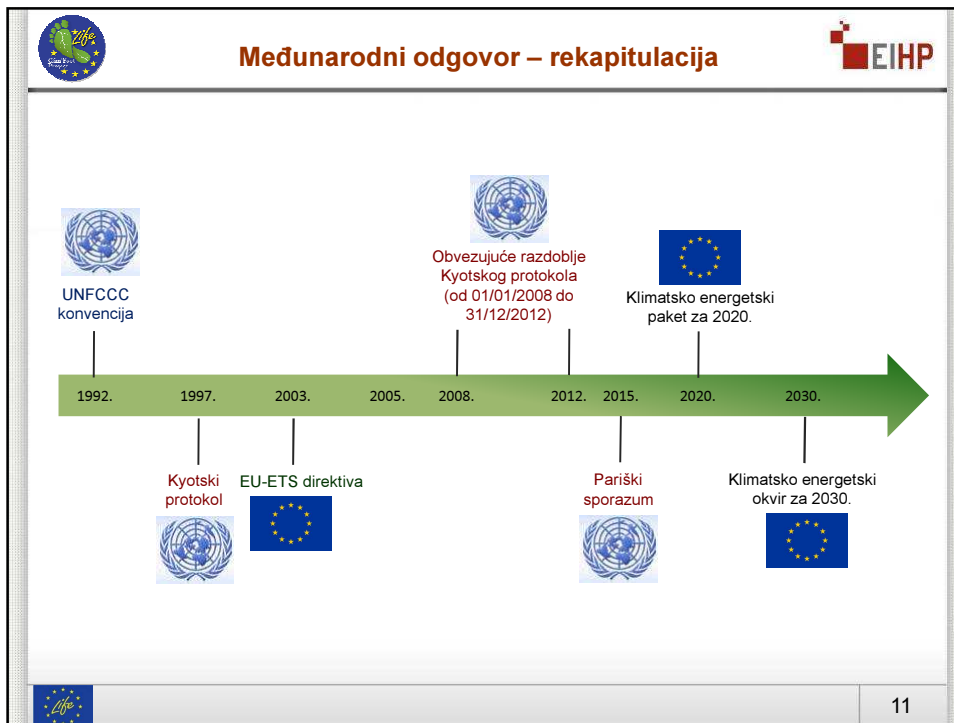 Međunarodni odgovor – rekapitulacija
EIHP
Life
UNFCCC
konvencija
Obvezujuće razdoblje
Kyotskog protokola
(od 01/01/2008 do
31/12/2012)
Klimatsko energetski
paket za 2020.
1992.
1997.
2003.
2005.
2008.
2012.
2015.
2020.
2030.
Kyotski
protokol
EU-ETS direktiva
Pariški
sporazum
Klimatsko energetski
okvir za 2030.
Life
11